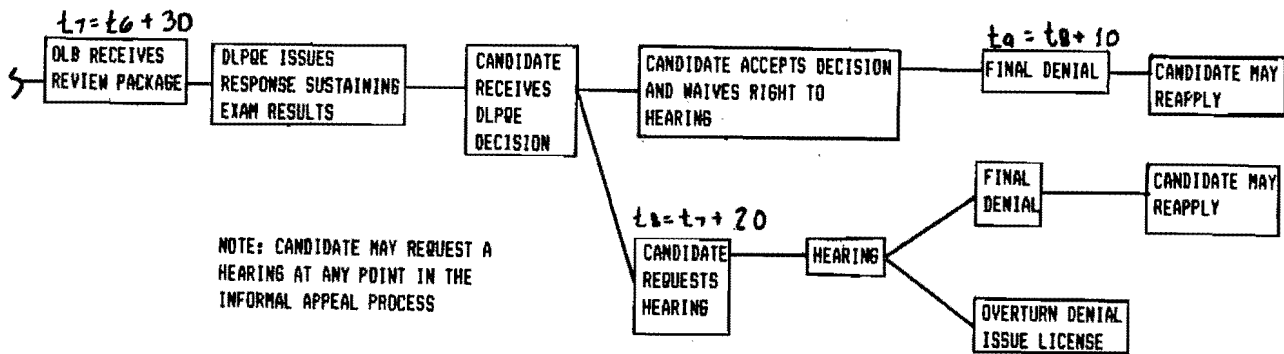 t7 = t6 + 30
OLB RECEIVES
REVIEW PACKAGE
DLPQE ISSUES
RESPONSE SUSTAINING
EXAM RESULTS
CANDIDATE
RECEIVES
DLPQE
DECISION
CANDIDATE ACCEPTS DECISION
AND WAIVES RIGHT TO
HEARING
t9 = t8 + 10
FINAL DENIAL
CANDIDATE MAY
REAPPLY
t8 = t7 + 20
CANDIDATE
REQUESTS
HEARING
HEARING
FINAL
DENIAL
CANDIDATE MAY
REAPPLY
OVERTURN DENIAL
ISSUE LICENSE
NOTE: CANDIDATE MAY REQUEST A
HEARING AT ANY POINT IN THE
INFORMAL APPEAL PROCESS